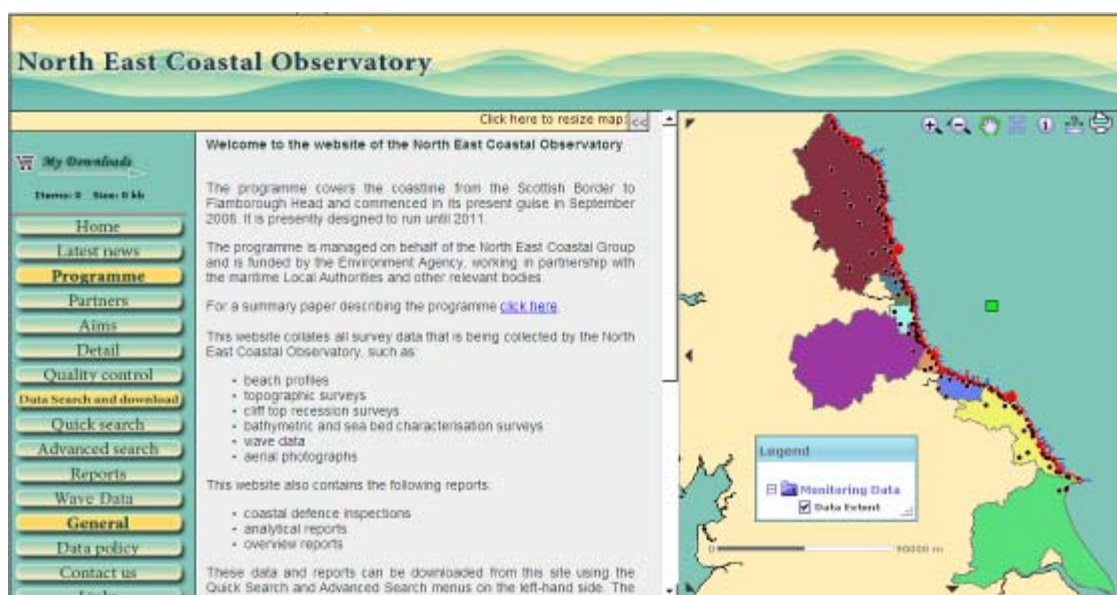 North East Coastal Observatory
Click here to resize map: <<
My Downloads
Items: 0 Size: 0 kb
Home
Latest news
Programme
Partners
Aims
Detail
Quality control
Data Search and download
Quick search
Advanced search
Reports
Wave Data
General
Data policy
Contact us
Links
Welcome to the website of the North East Coastal Observatory
The programme covers the coastline from the Scottish Border to
Flamborough Head and commenced in its present guise in September
2008. It is presently designed to run until 2011.
The programme is managed on behalf of the North East Coastal Group
and is funded by the Environment Agency, working in partnership with
the maritime Local Authorities and other relevant bodies.
For a summary paper describing the programme click here.
This website collates all survey data that is being collected by the North
East Coastal Observatory, such as:
• beach profiles
• topographic surveys
• cliff top recession surveys
• bathymetric and sea bed characterisation surveys
• wave data
• aerial photographs
This website also contains the following reports:
• coastal defence inspections
• analytical reports
• overview reports
These data and reports can be downloaded from this site using the
Quick Search and Advanced Search menus on the left-hand side. The
Legend
Monitoring Data
Data Extent
0 90000 m